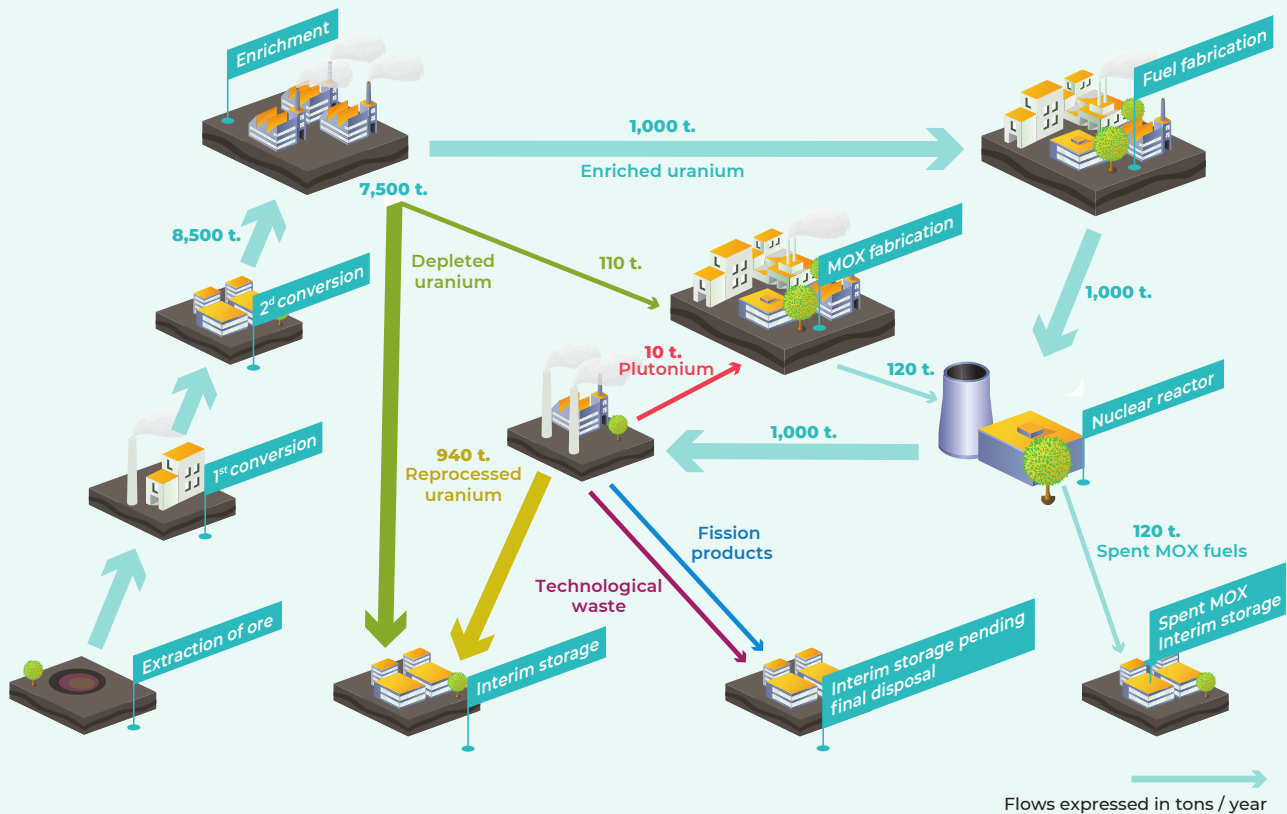 Enrichment
Fuel fabrication
1,000 t.
Enriched uranium
7,500 t.
8,500 t.
Depleted
uranium
110 t.
MOX fabrication
2ᵈ conversion
1,000 t.
10 t.
Plutonium
120 t.
Nuclear reactor
1,000 t.
1ˢᵗ conversion
940 t.
Reprocessed
uranium
Fission
products
120 t.
Spent MOX fuels
Technological
waste
Extraction of ore
Interim storage
Interim storage pending
final disposal
Spent MOX
Interim storage
Flows expressed in tons / year